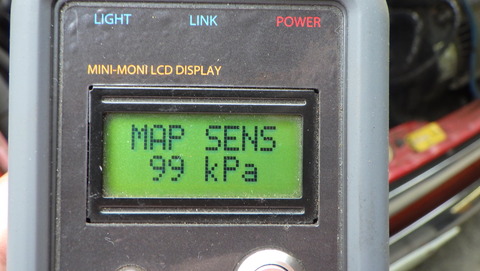 LIGHT LINK POWER
MINI-MONI LCD DISPLAY
MAP SENS
99 kPa